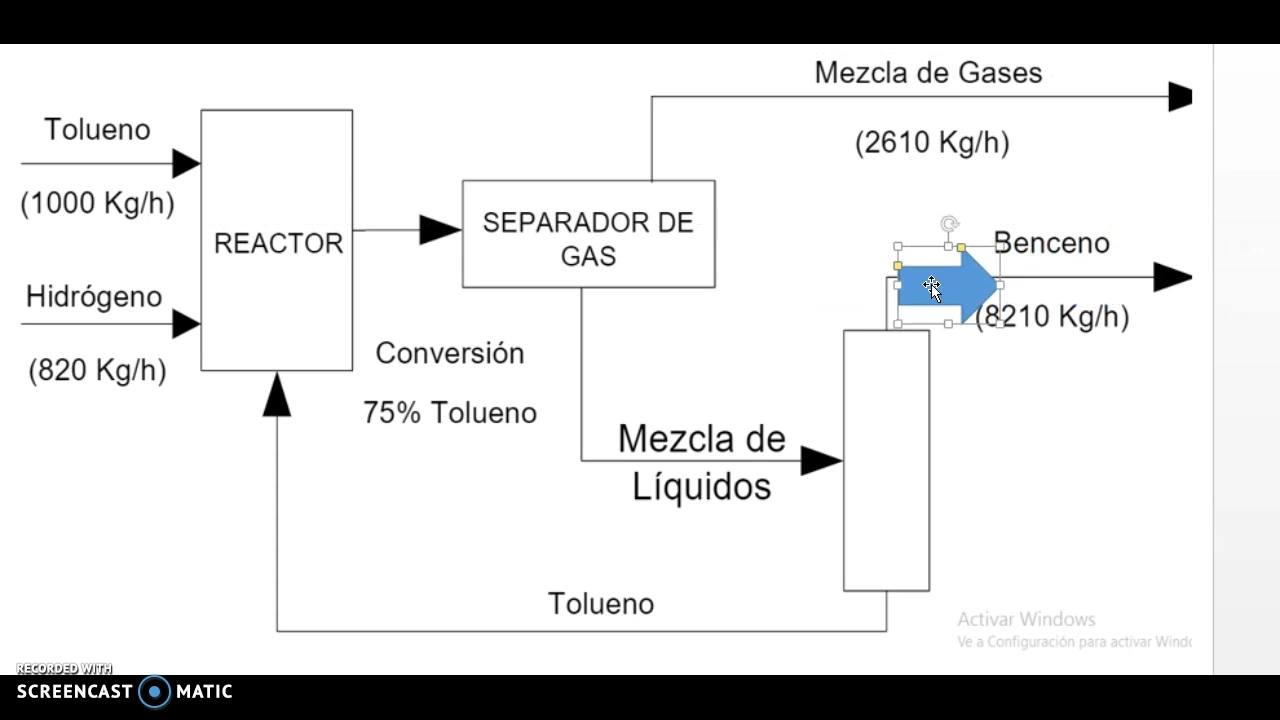 Mezcla de Gases
(2610 Kg/h)
Tolueno
(1000 Kg/h)
REACTOR
SEPARADOR DE
GAS
Benceno
(8210 Kg/h)
Hidrógeno
(820 Kg/h)
Conversión
75% Tolueno
Mezcla de
Líquidos
Tolueno
Activar Windows
Ve a Configuración para activar Windo
RECORDED WITH
SCREENCAST MATIC